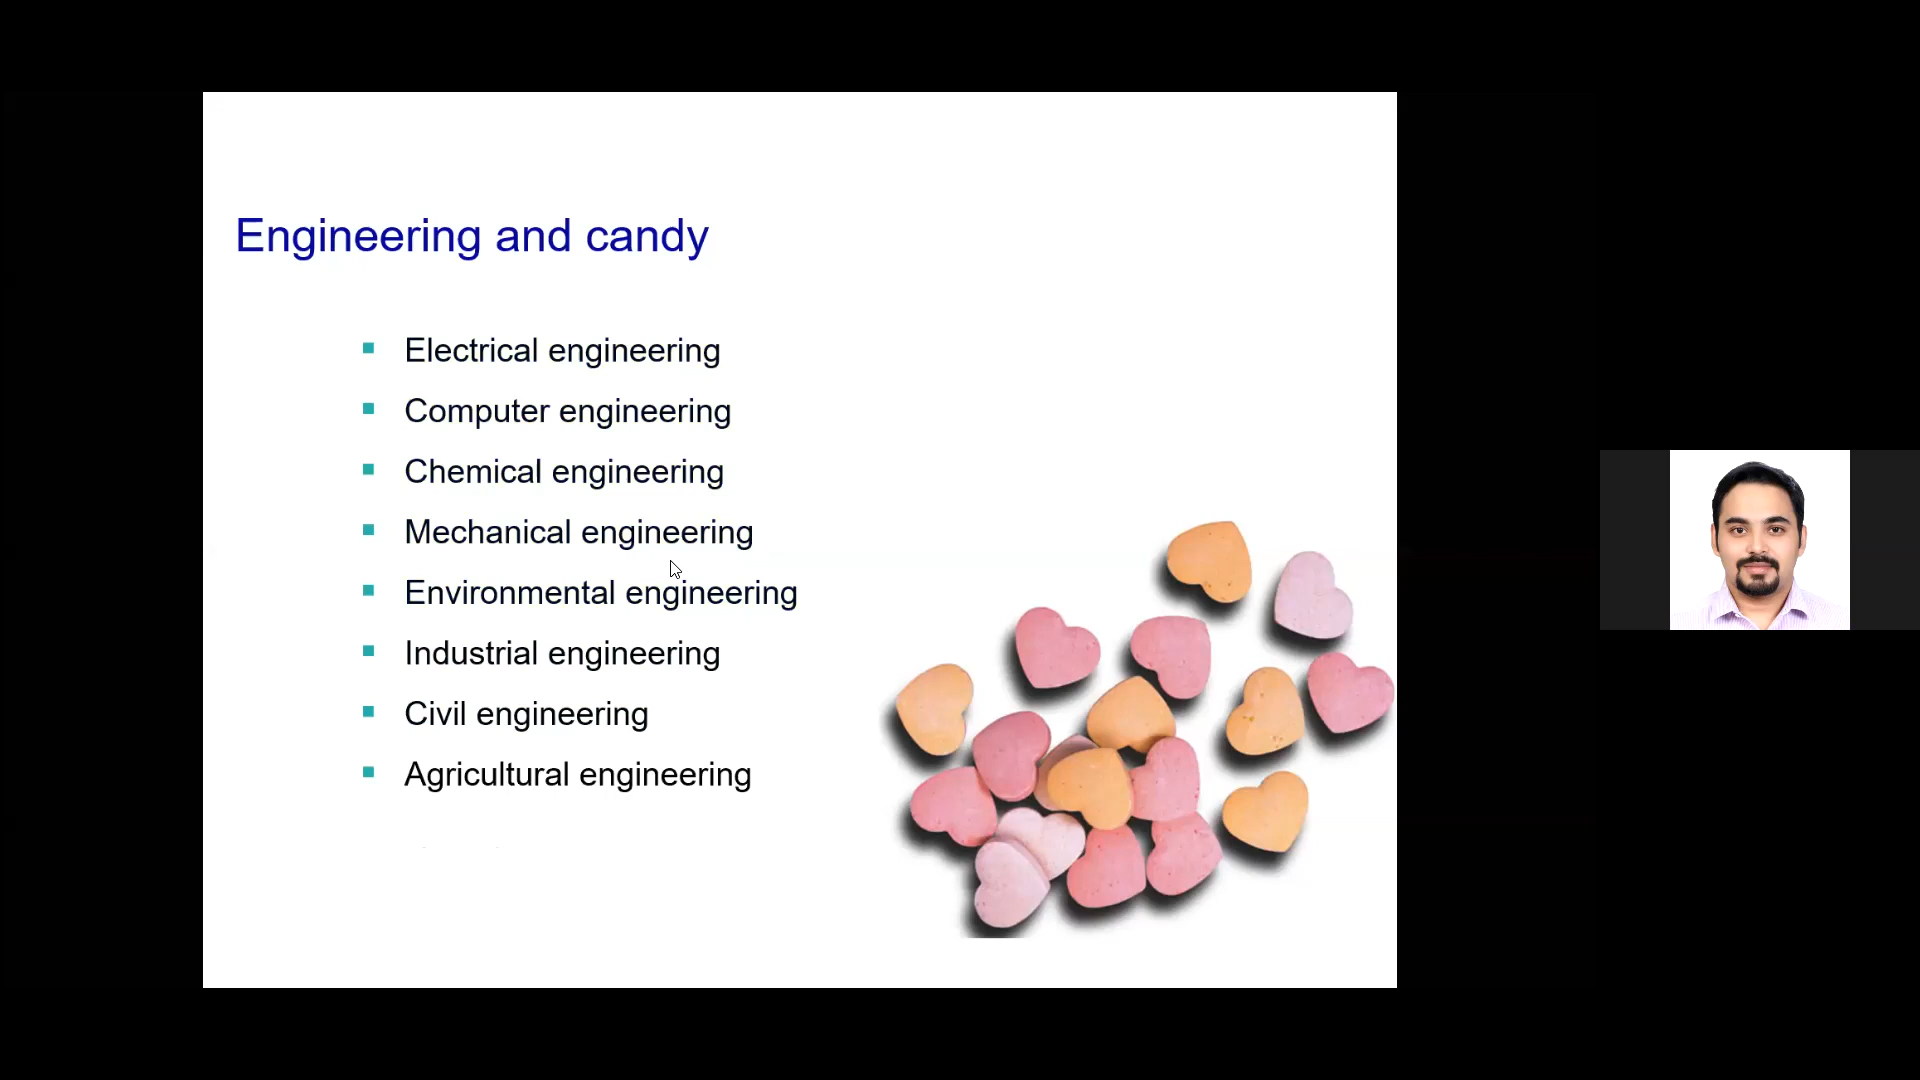 Engineering and candy
Electrical engineering
Computer engineering
Chemical engineering
Mechanical engineering
Environmental engineering
Industrial engineering
Civil engineering
Agricultural engineering